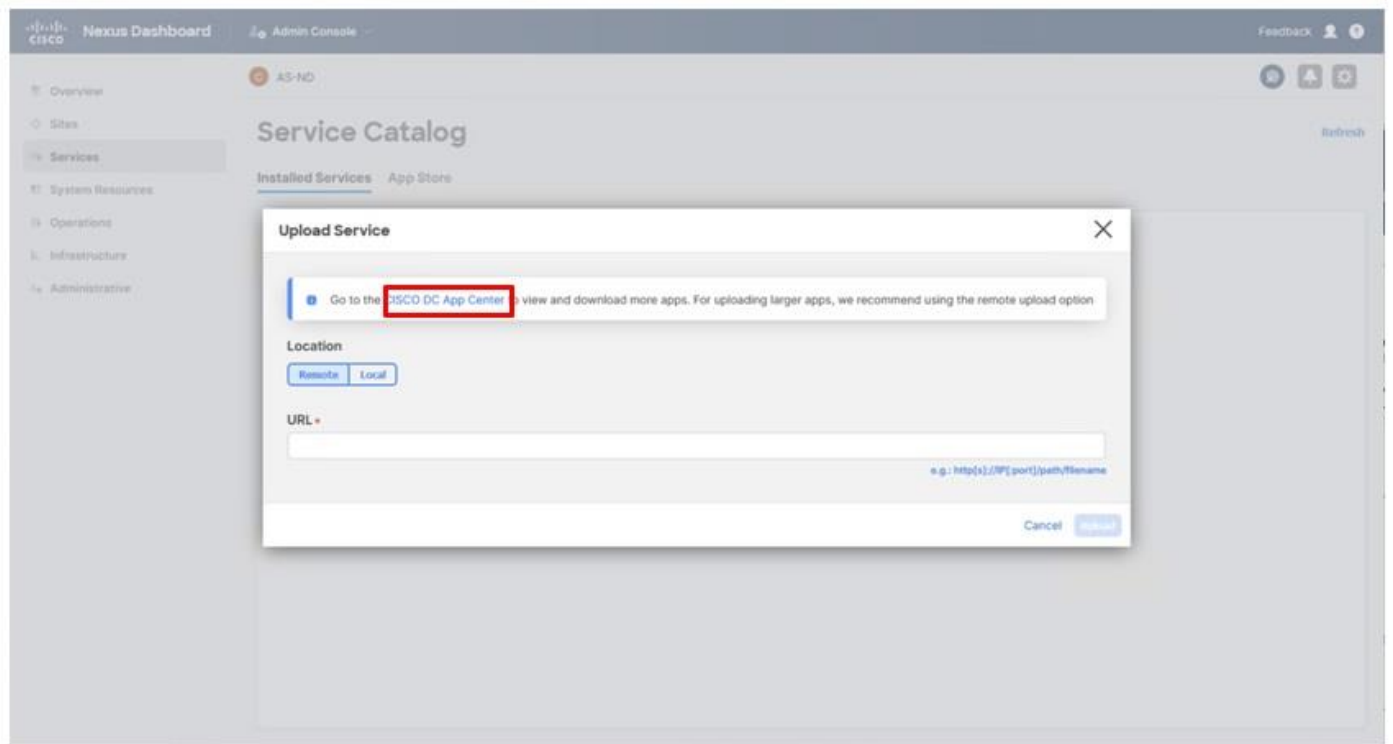 CISCO Nexus Dashboard Admin Console Feedback
AS-ND
Overview
Sites
Services
System Resources
Operations
Infrastructure
Administrative
Service Catalog
Refresh
Installed Services App Store
Upload Service
Go to the CISCO DC App Center to view and download more apps. For uploading larger apps, we recommend using the remote upload option
Location
Remote Local
URL
e.g.: http[s]://IP[:port]/path/filename
Cancel Upload